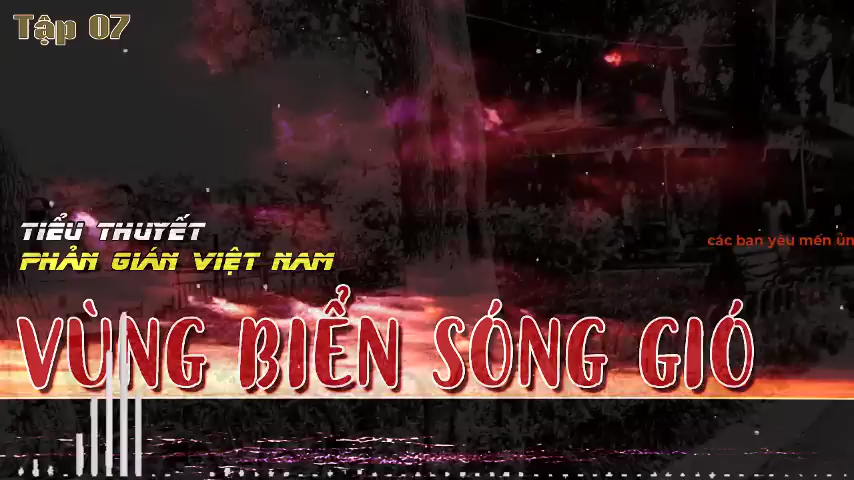 Tập 07
TIỂU THUYẾT
PHẢN GIÁN VIỆT NAM
các bạn yêu mến ủn
VÙNG BIỂN SÓNG GIÓ